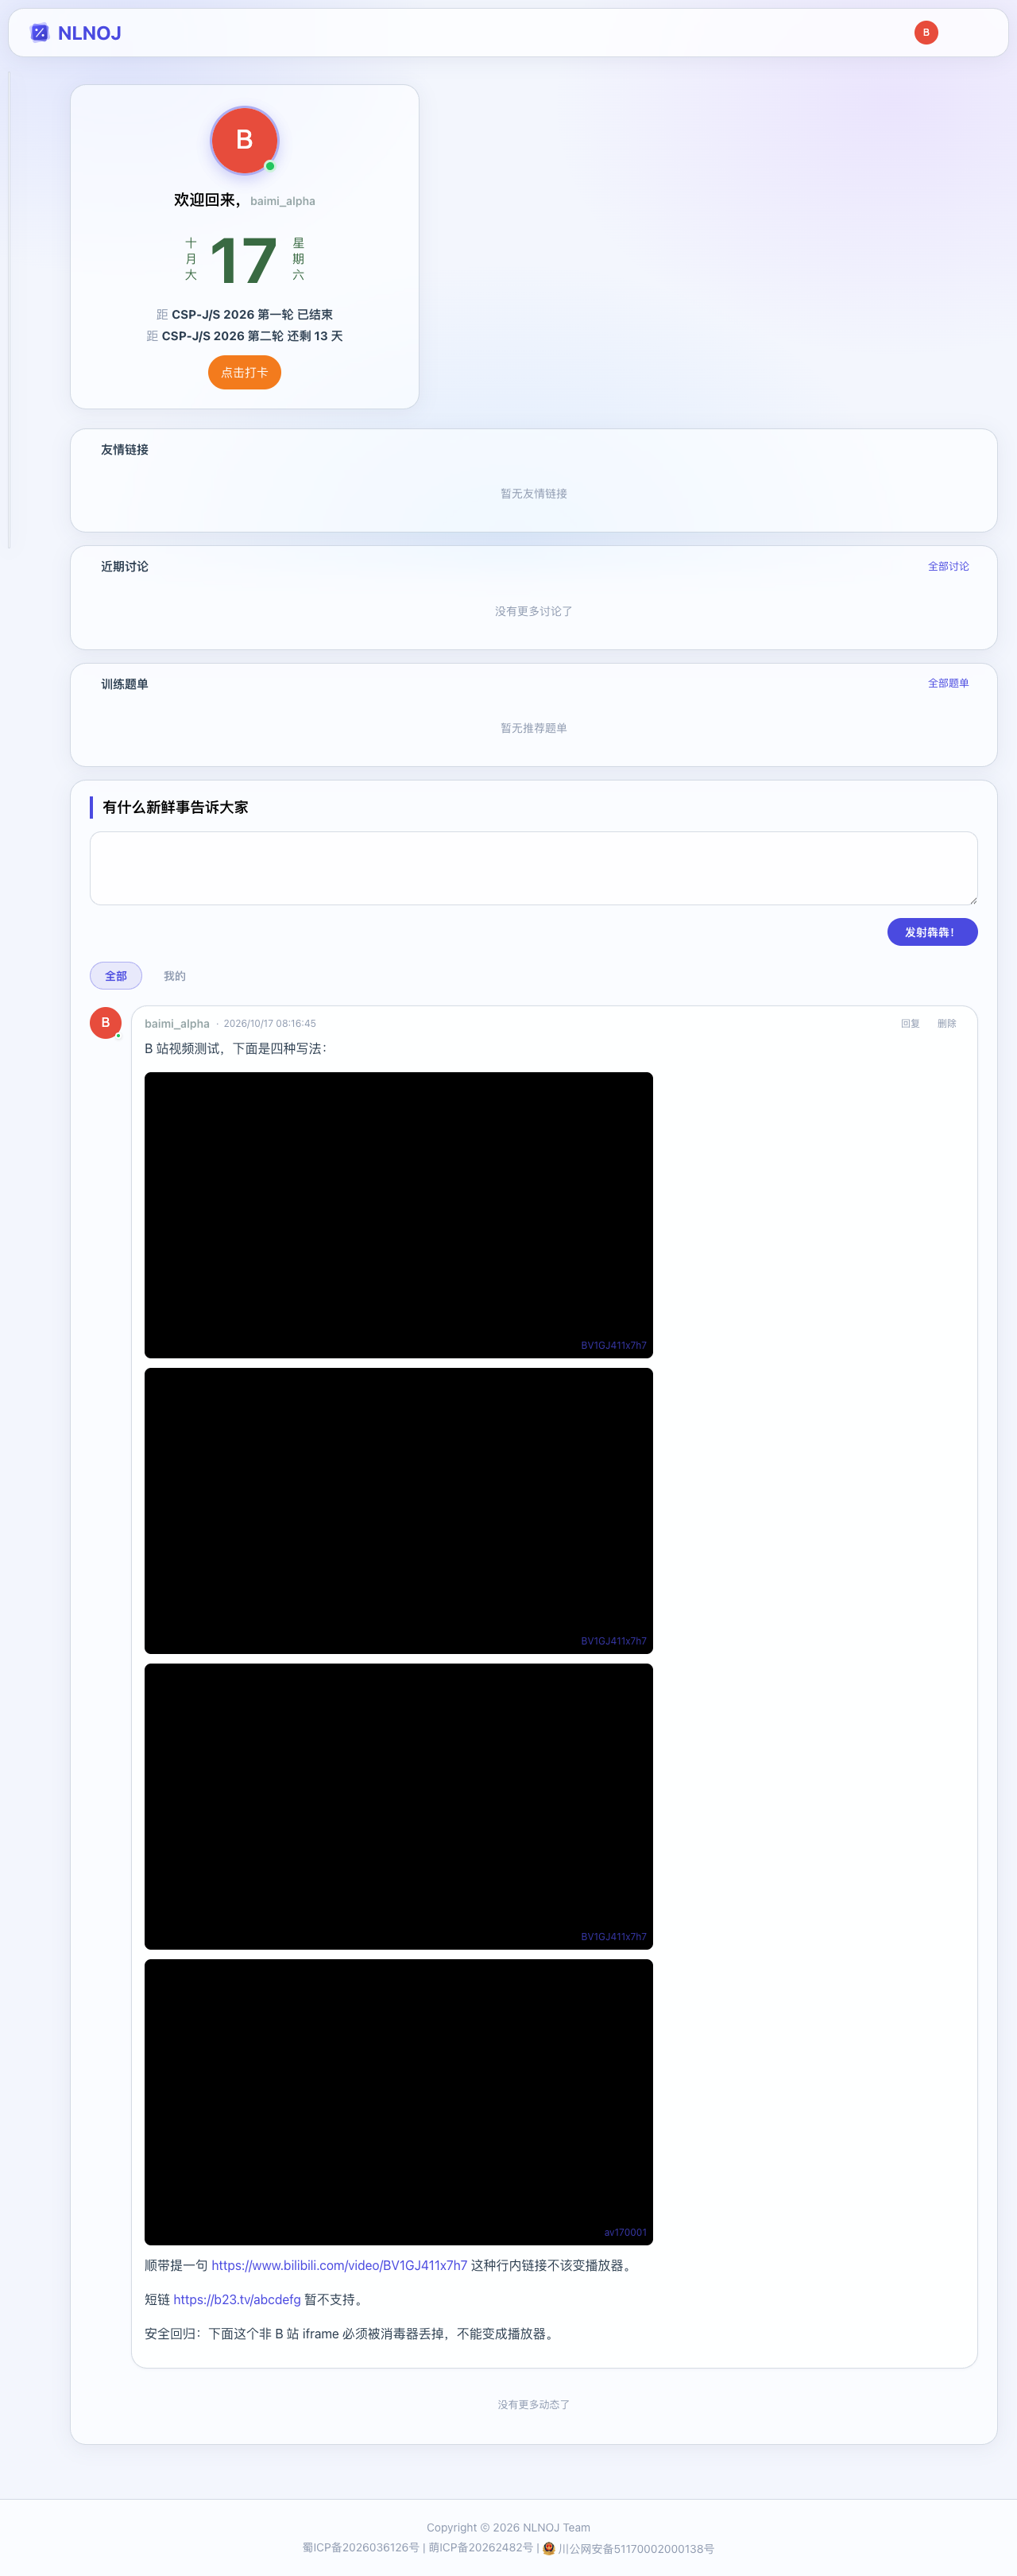 NLNOJ
B
B
欢迎回来，baimi_alpha
十月大
17
星期六
距 CSP-J/S 2026 第一轮 已结束
距 CSP-J/S 2026 第二轮 还剩 13 天
点击打卡
友情链接
暂无友情链接
近期讨论 全部讨论
没有更多讨论了
训练题单 全部题单
暂无推荐题单
有什么新鲜事告诉大家
发射犇犇！
全部 我的
B
baimi_alpha · 2026/10/17 08:16:45 回复 删除
B 站视频测试，下面是四种写法：
BV1GJ411x7h7
BV1GJ411x7h7
BV1GJ411x7h7
av170001
顺带提一句 https://www.bilibili.com/video/BV1GJ411x7h7 这种行内链接不该变播放器。
短链 https://b23.tv/abcdefg 暂不支持。
安全回归：下面这个非 B 站 iframe 必须被消毒器丢掉，不能变成播放器。
没有更多动态了
Copyright © 2026 NLNOJ Team
蜀ICP备2026036126号 | 萌ICP备20262482号 | 川公网安备51170002000138号